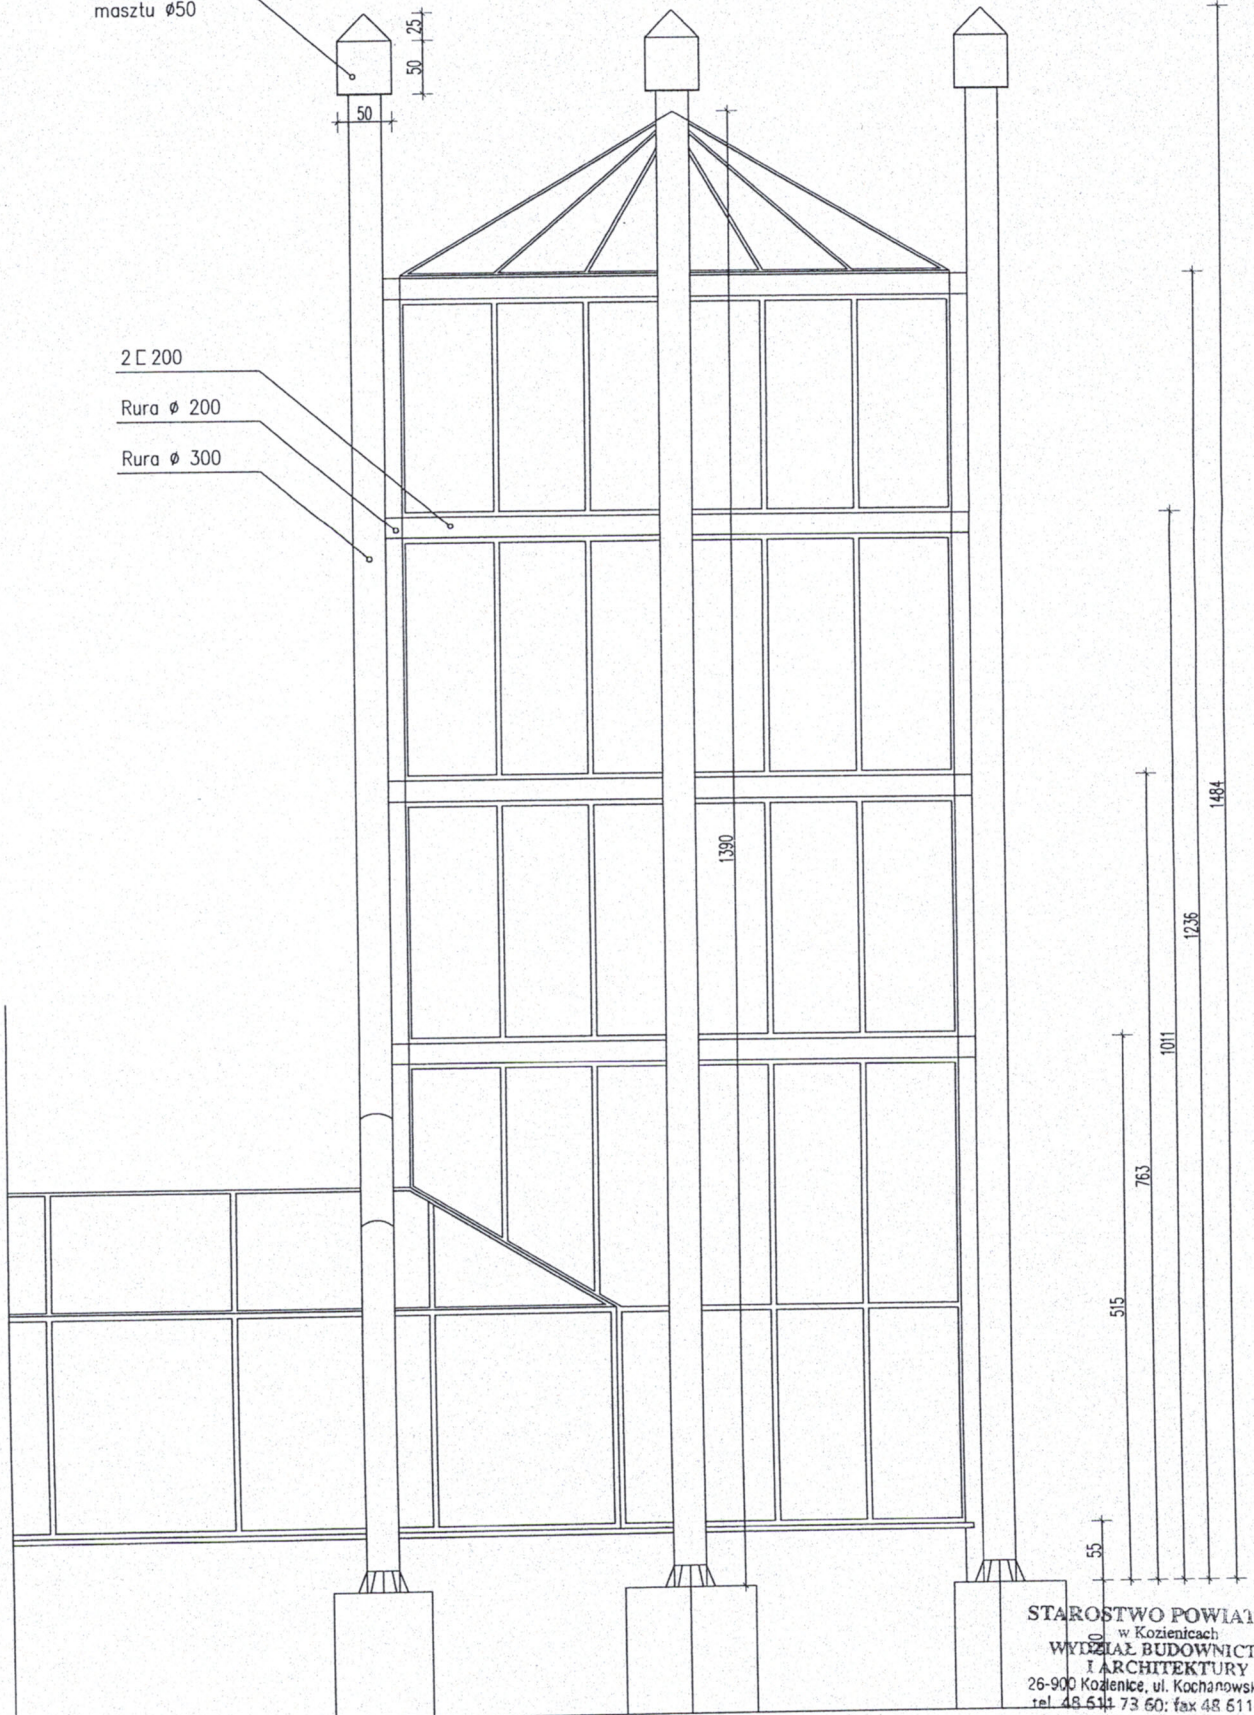 masztu ø50
25
50
50
2 [ 200
Rura ø 200
Rura ø 300
1390
1484
1236
1011
763
515
55
STAROSTWO POWIAT
w Kozienicach
WYDZIAŁ BUDOWNICT
I ARCHITEKTURY
26-900 Kozienice, ul. Kochanowsk
tel. 48 611 73 60; fax 48 611